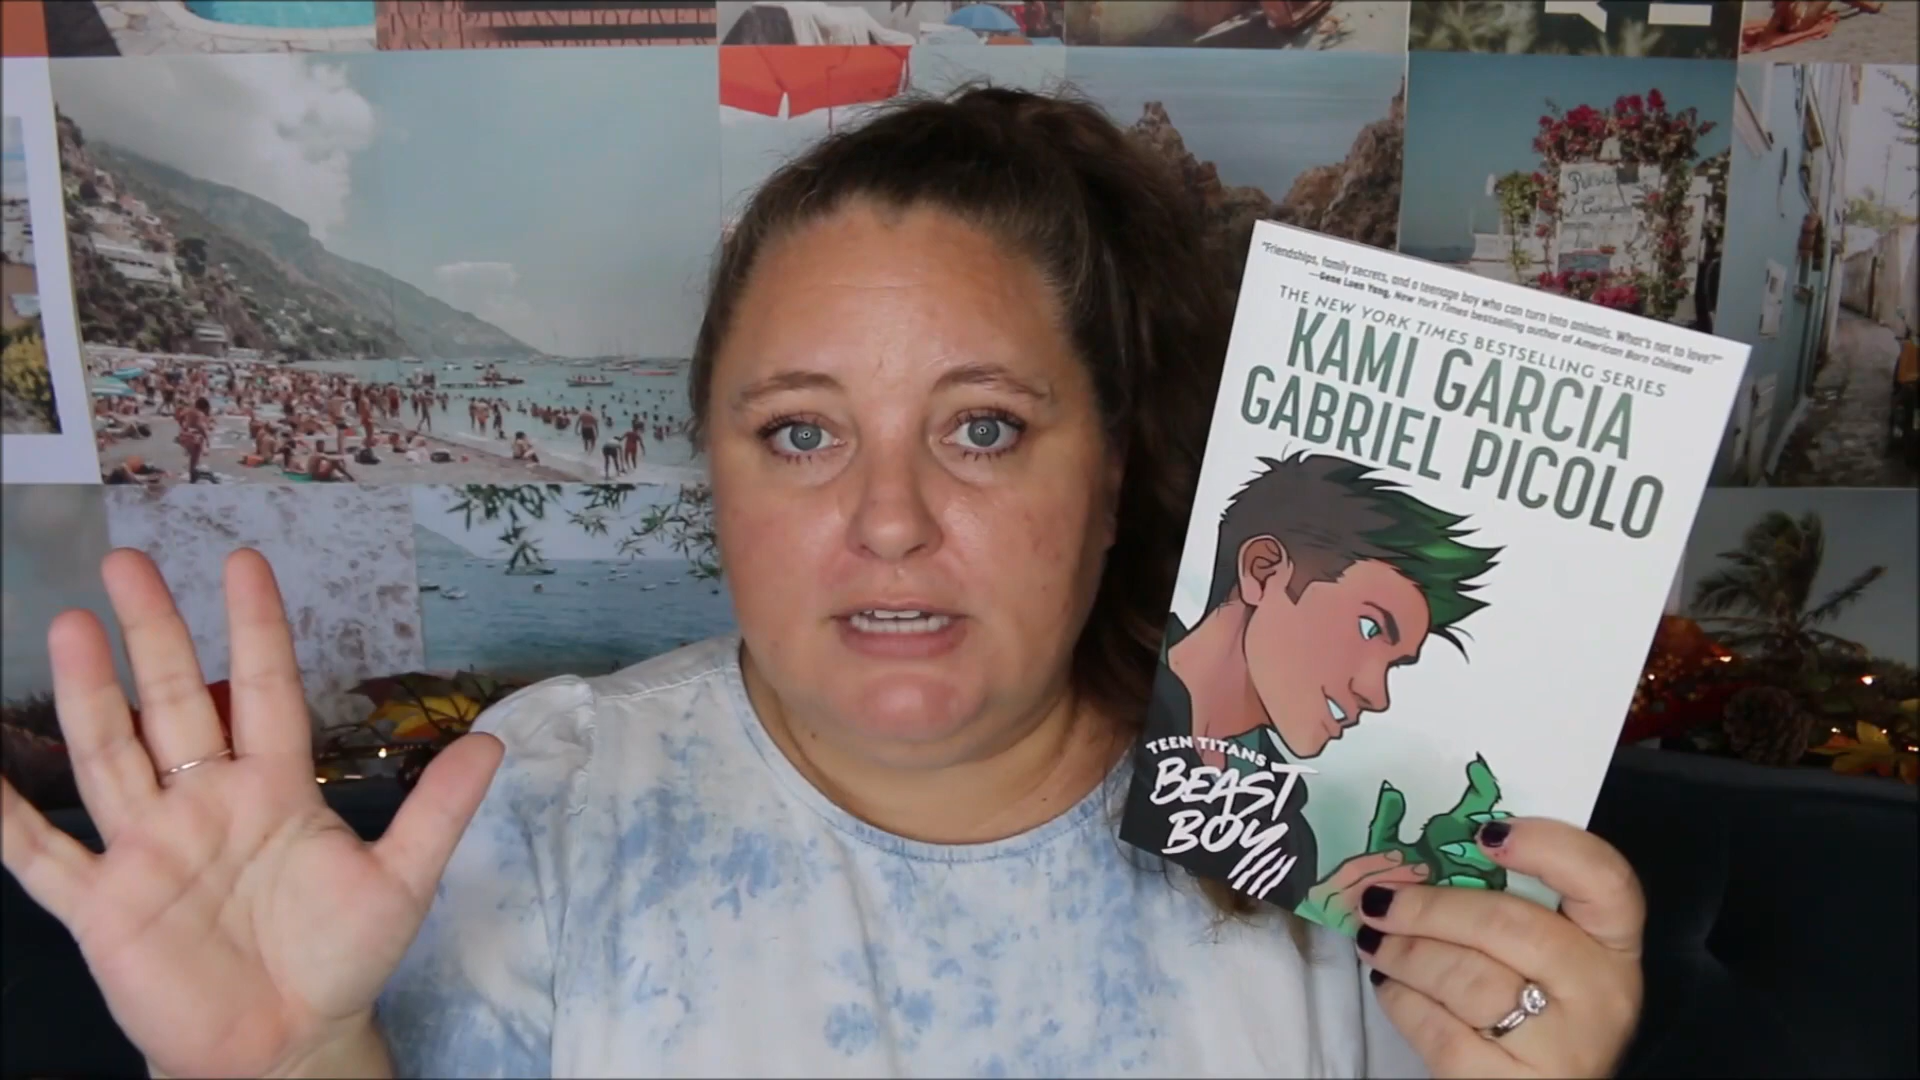 "Friendships, family secrets, and a teenage boy who can turn into animals. What's not to love?"
—Gene Luen Yang, New York Times bestselling author of American Born Chinese
THE NEW YORK TIMES BESTSELLING SERIES
KAMI GARCIA
GABRIEL PICOLO
TEEN TITANS
BEAST
BOY